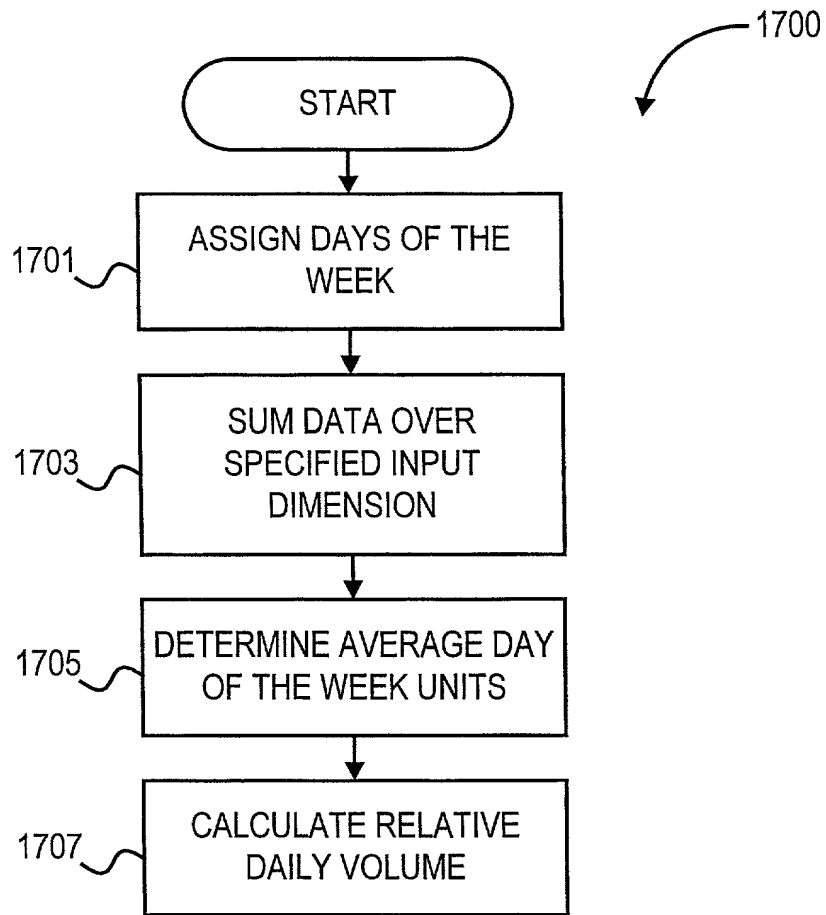 1700
START
1701
ASSIGN DAYS OF THE
WEEK
1703
SUM DATA OVER
SPECIFIED INPUT
DIMENSION
1705
DETERMINE AVERAGE DAY
OF THE WEEK UNITS
1707
CALCULATE RELATIVE
DAILY VOLUME